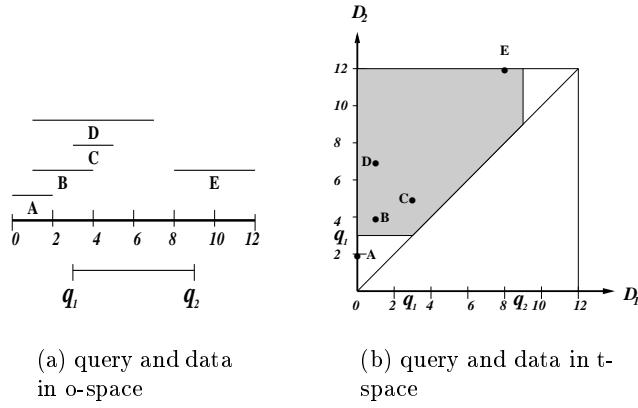 D
C
B
E
A
0 2 4 6 8 10 12
q1 q2
(a) query and data
in o-space
D2
12
10
8
6
4
q1
2
E
D
C
B
A
0 2 q1 4 6 8 q2 10 12
D1
(b) query and data in t-
space